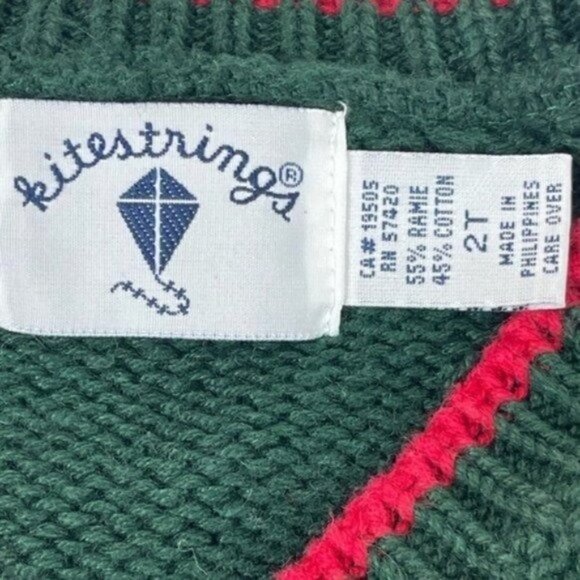 kitestrings®
CA# 19505
RN 57420
55% RAMIE
45% COTTON
2T
MADE IN
PHILIPPINES
CARE OVER